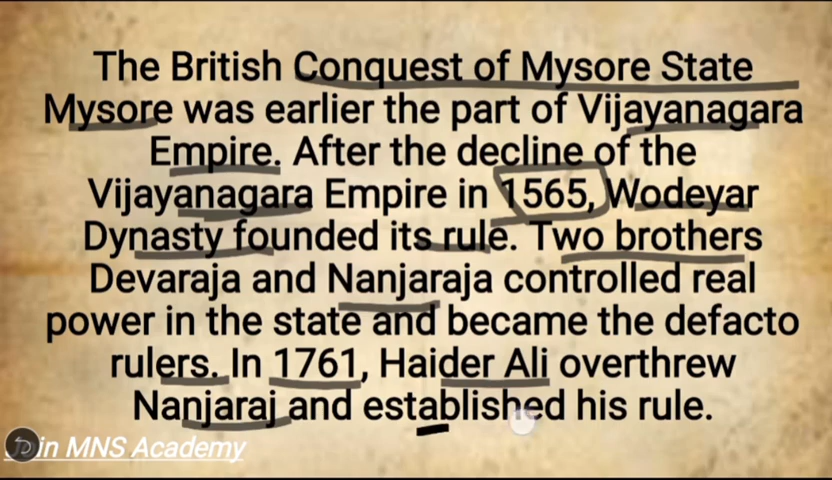 The British Conquest of Mysore State
Mysore was earlier the part of Vijayanagara
Empire. After the decline of the
Vijayanagara Empire in 1565, Wodeyar
Dynasty founded its rule. Two brothers
Devaraja and Nanjaraja controlled real
power in the state and became the defacto
rulers. In 1761, Haider Ali overthrew
Nanjaraj and established his rule.
in MNS Academy